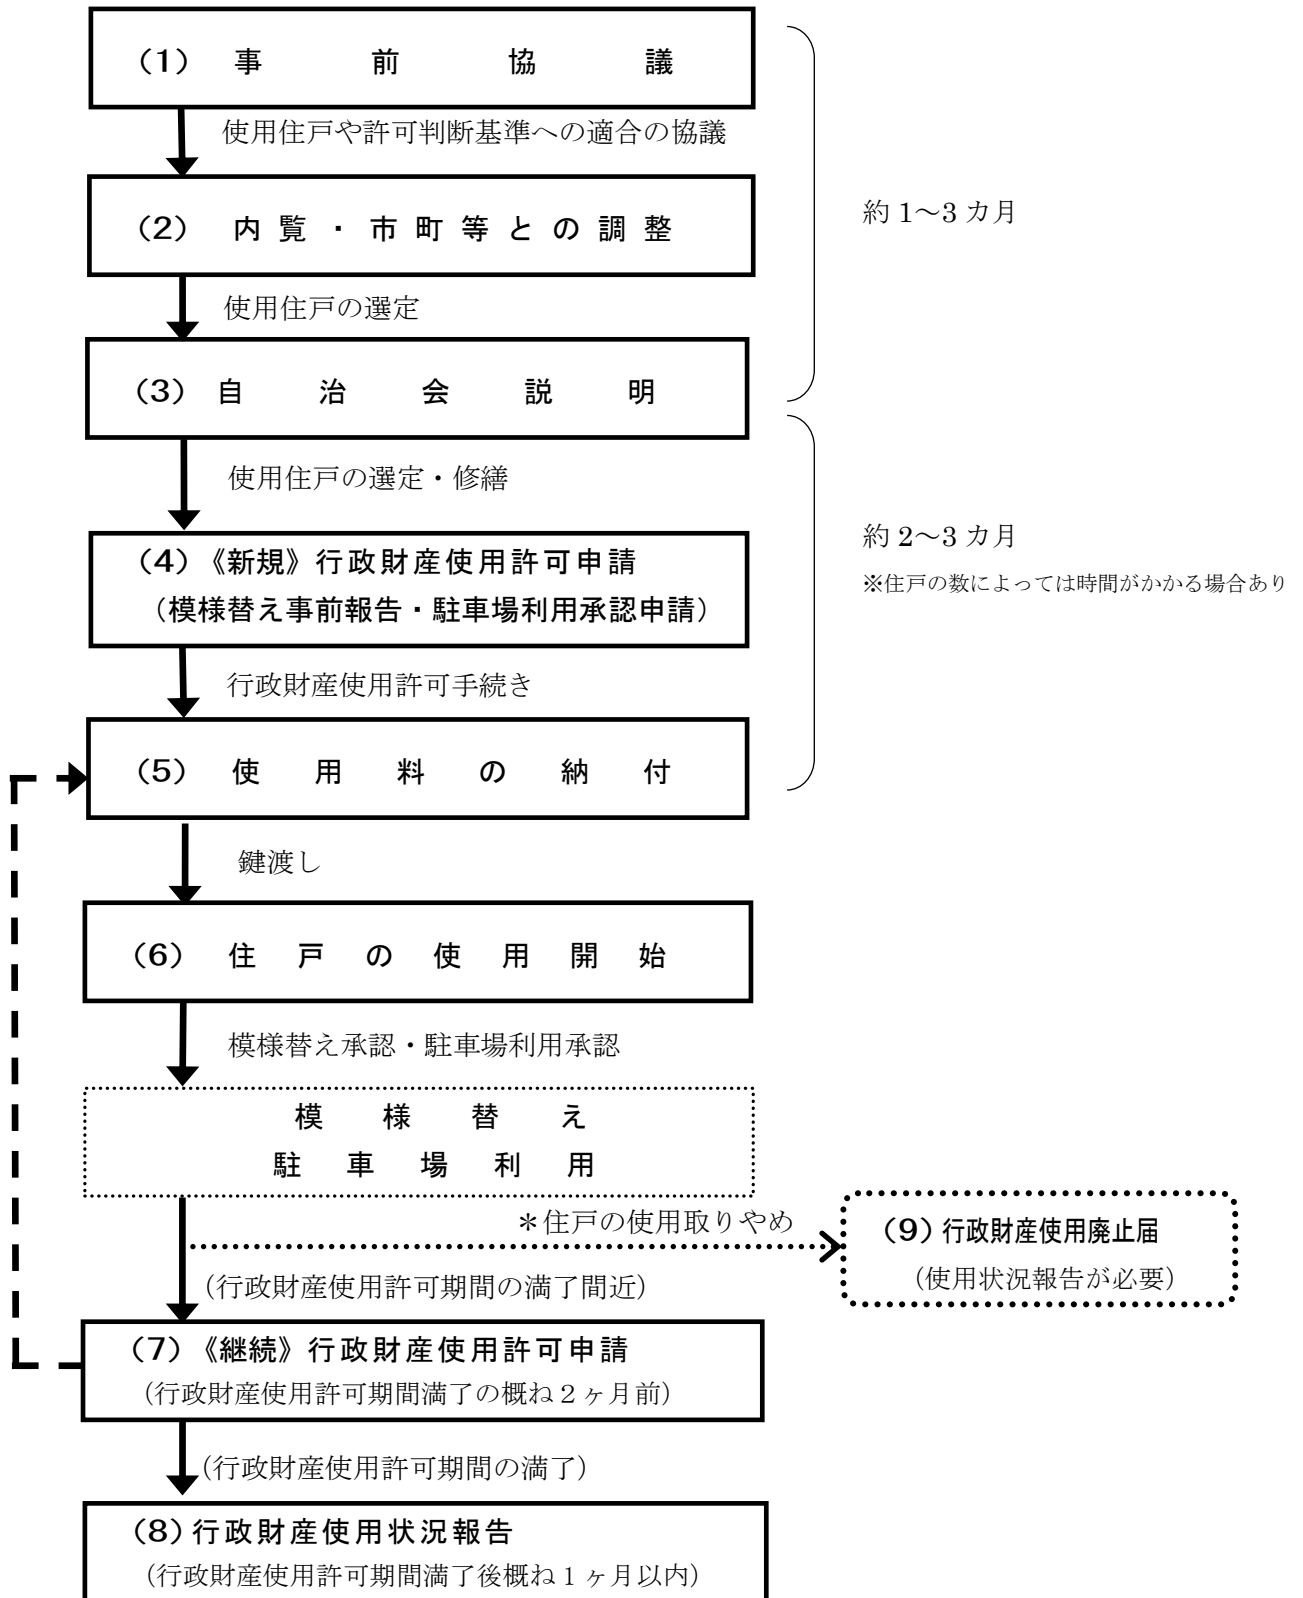 (1) 事前協議
使用住戸や許可判断基準への適合の協議
(2) 内覧・市町等との調整
約 1～3 カ月
使用住戸の選定
(3) 自治会説明
使用住戸の選定・修繕
(4)《新規》行政財産使用許可申請
（模様替え事前報告・駐車場利用承認申請）
約 2～3 カ月
※住戸の数によっては時間がかかる場合あり
行政財産使用許可手続き
(5) 使用料の納付
鍵渡し
(6) 住戸の使用開始
模様替え承認・駐車場利用承認
模様替え
駐車場利用
＊住戸の使用取りやめ
(9) 行政財産使用廃止届
（使用状況報告が必要）
（行政財産使用許可期間の満了間近）
(7)《継続》行政財産使用許可申請
（行政財産使用許可期間満了の概ね２ヶ月前）
（行政財産使用許可期間の満了）
(8) 行政財産使用状況報告
（行政財産使用許可期間満了後概ね１ヶ月以内）